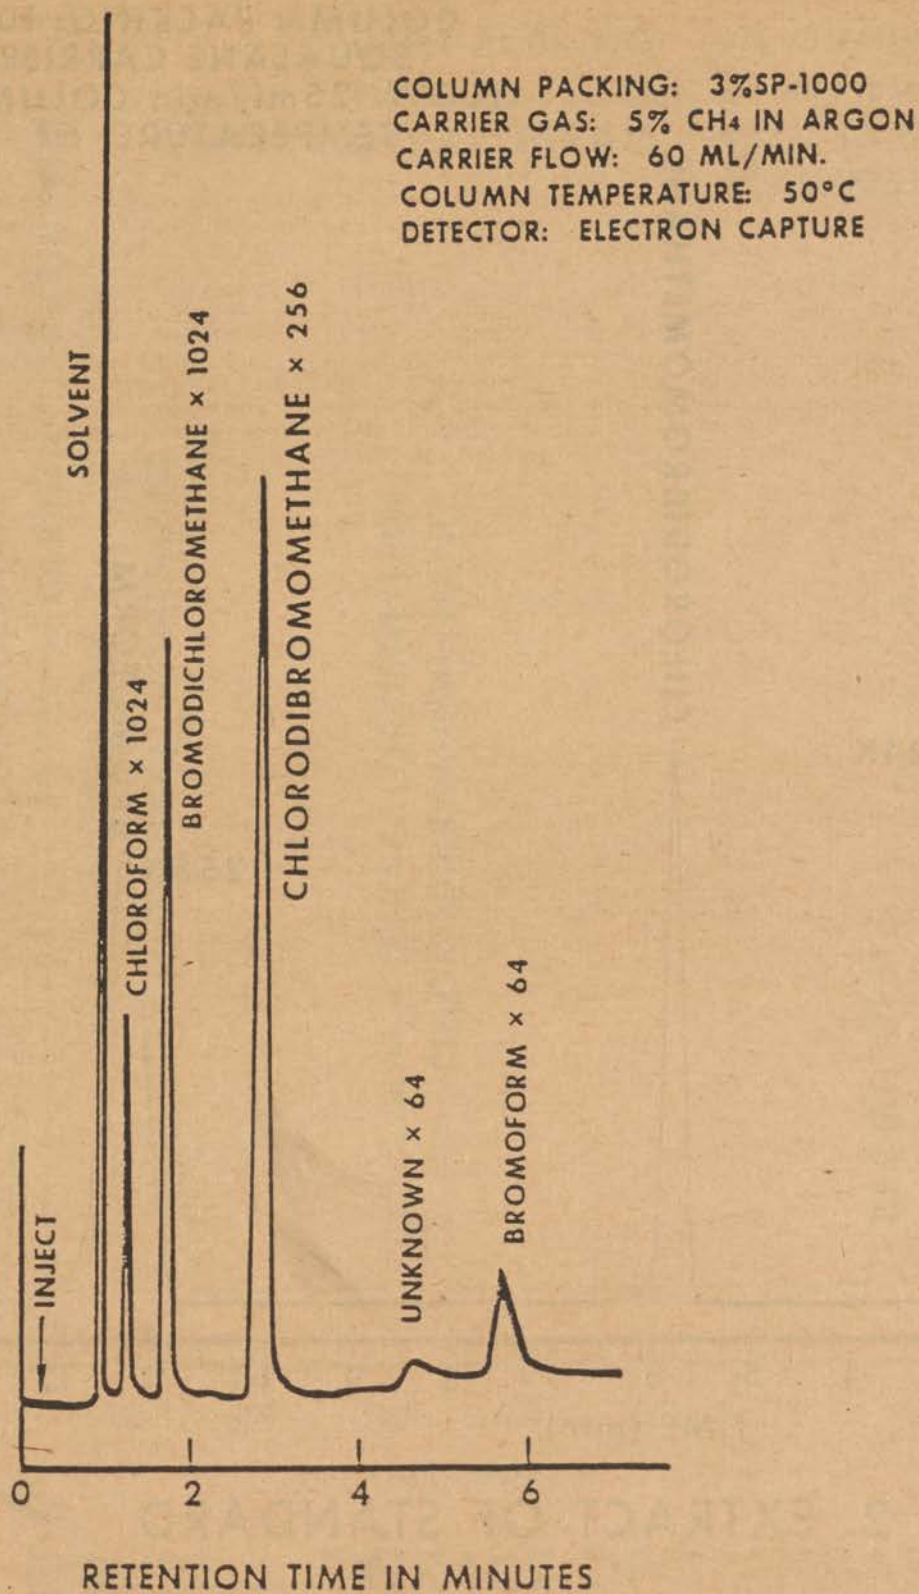 COLUMN PACKING: 3%SP-1000
CARRIER GAS: 5% CH4 IN ARGON
CARRIER FLOW: 60 ML/MIN.
COLUMN TEMPERATURE: 50°C
DETECTOR: ELECTRON CAPTURE
INJECT
SOLVENT
CHLOROFORM × 1024
BROMODICHLOROMETHANE × 1024
CHLORODIBROMOMETHANE × 256
UNKNOWN × 64
BROMOFORM × 64
0 2 4 6
RETENTION TIME IN MINUTES